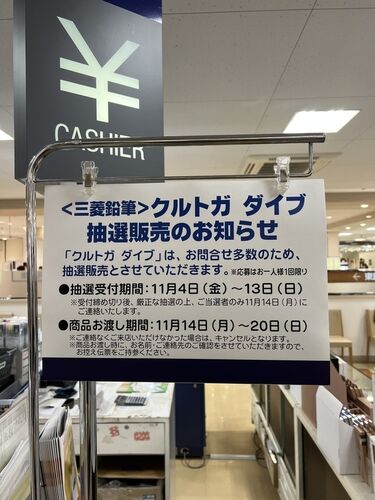 ¥
CASHIER
<三菱鉛筆>クルトガ ダイブ
抽選販売のお知らせ
「クルトガ ダイブ」は、お問合せ多数のため、
抽選販売とさせていただきます。※応募はお一人様1回限り
●抽選受付期間：11月4日（金）～13日（日）
※受付締め切り後、厳正な抽選の上、ご当選者のみ11月14日（月）に
ご連絡いたします。
●商品お渡し期間：11月14日（月）～20日（日）
※ご連絡なくご来店いただけなかった場合は、キャンセルとなります。
※商品お渡し時に、お名前・ご連絡先のご確認をさせていただきますので、
お控え伝票をご持参ください。